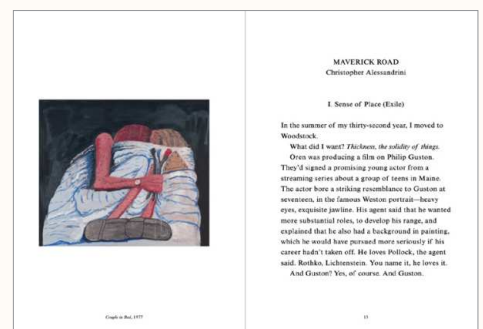 Couple in Bed, 1977
MAVERICK ROAD
Christopher Alessandrini
I. Sense of Place (Exile)
In the summer of my thirty-second year, I moved to
Woodstock.
What did I want? Thickness, the solidity of things.
Oren was producing a film on Philip Guston.
They'd signed a promising young actor from a
streaming series about a group of teens in Maine.
The actor bore a striking resemblance to Guston at
seventeen, in the famous Weston portrait—heavy
eyes, exquisite jawline. His agent said that he wanted
more substantial roles, to develop his range, and
explained that he also had a background in painting,
which he would have pursued more seriously if his
career hadn't taken off. He loves Pollock, the agent
said. Rothko. Lichtenstein. You name it, he loves it.
And Guston? Yes, of course. And Guston.